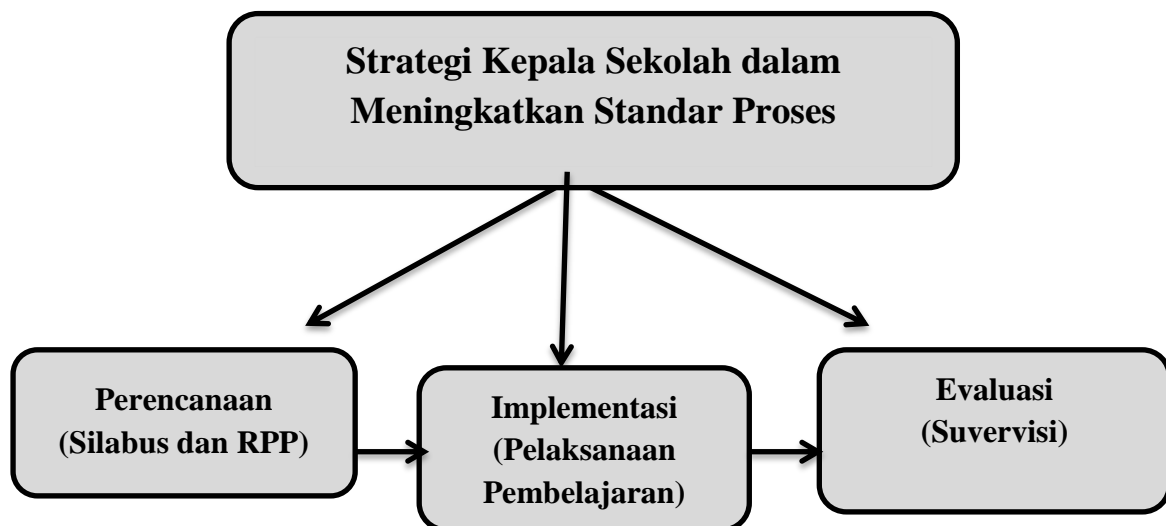 Strategi Kepala Sekolah dalam
Meningkatkan Standar Proses
Perencanaan
(Silabus dan RPP)
Implementasi
(Pelaksanaan
Pembelajaran)
Evaluasi
(Suvervisi)